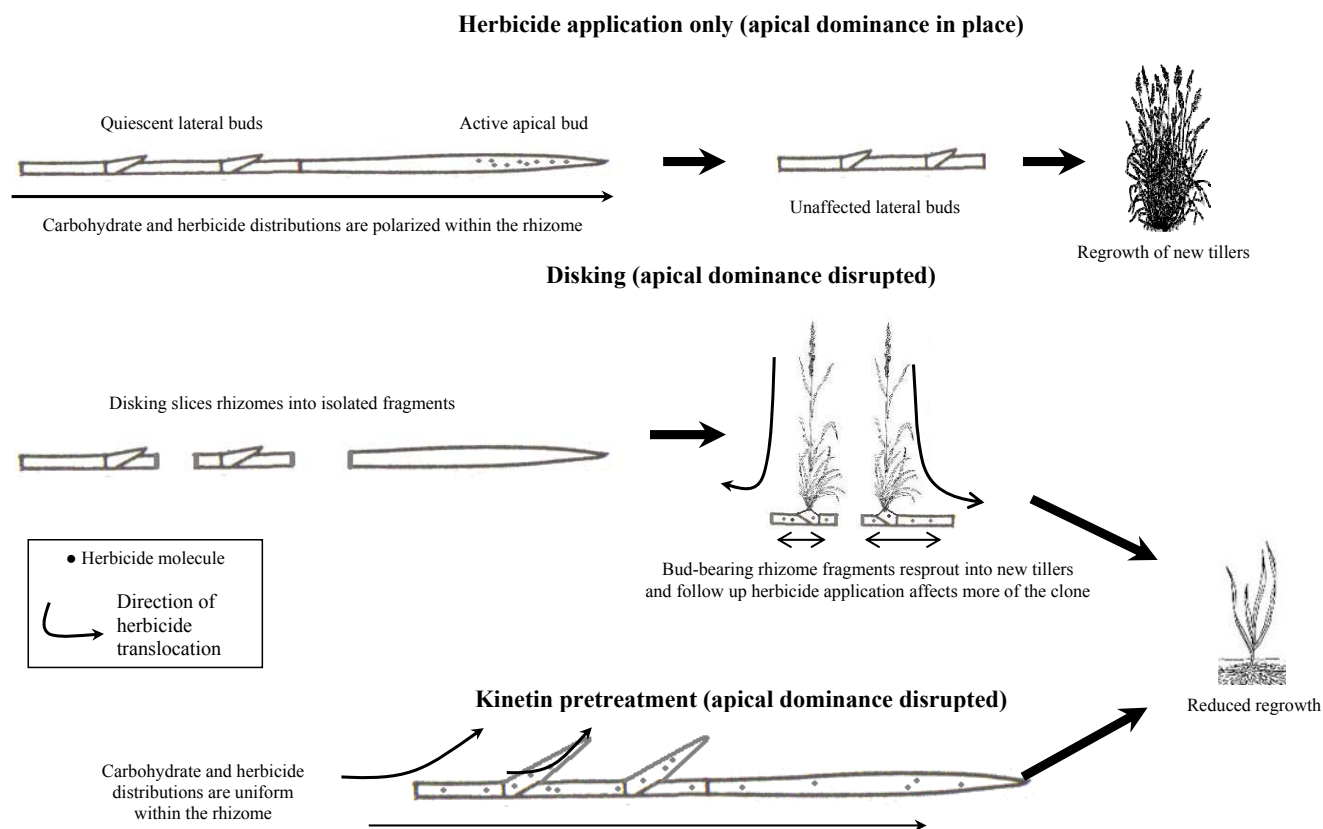 Herbicide application only (apical dominance in place)
Quiescent lateral buds
Active apical bud
Carbohydrate and herbicide distributions are polarized within the rhizome
Unaffected lateral buds
Regrowth of new tillers
Disking (apical dominance disrupted)
Disking slices rhizomes into isolated fragments
Bud-bearing rhizome fragments resprout into new tillers
and follow up herbicide application affects more of the clone
● Herbicide molecule
Direction of
herbicide
translocation
Reduced regrowth
Kinetin pretreatment (apical dominance disrupted)
Carbohydrate and herbicide
distributions are uniform
within the rhizome